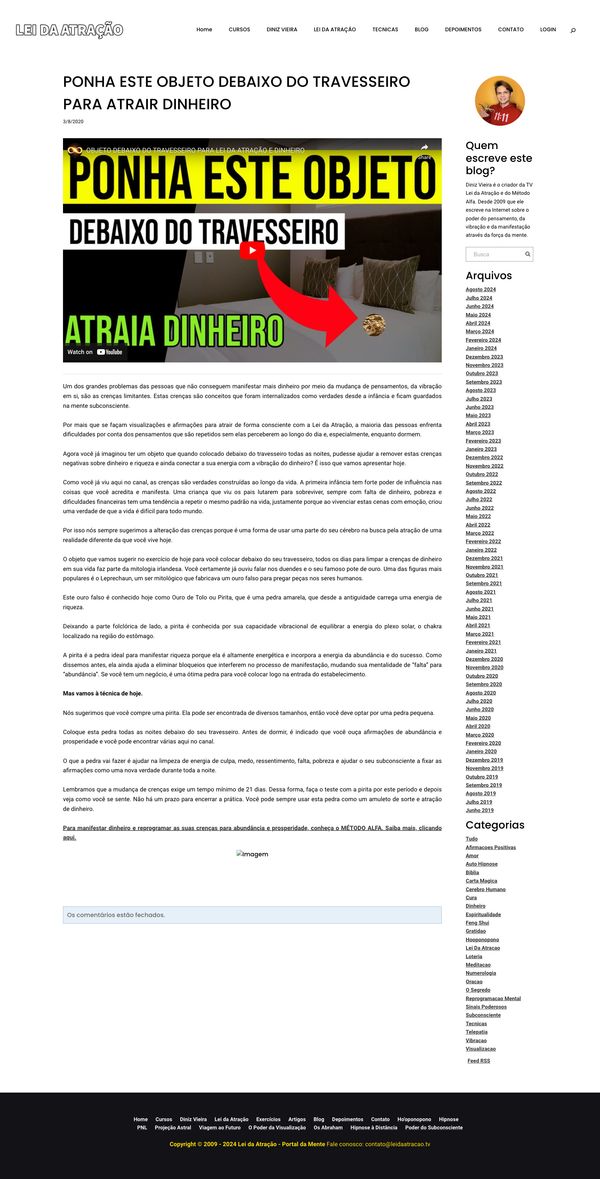 LEI DA ATRAÇÃO
Home CURSOS DINIZ VIEIRA LEI DA ATRAÇÃO TECNICAS BLOG DEPOIMENTOS CONTATO LOGIN
PONHA ESTE OBJETO DEBAIXO DO TRAVESSEIRO
PARA ATRAIR DINHEIRO
3/8/2020
OBJETO DEBAIXO DO TRAVESSEIRO PARA LEI DA ATRAÇÃO E DINHEIRO
Share
PONHA ESTE OBJETO
DEBAIXO DO TRAVESSEIRO
ATRAIA DINHEIRO
Watch on YouTube
Um dos grandes problemas das pessoas que não conseguem manifestar mais dinheiro por meio da mudança de pensamentos, da vibração
em si, são as crenças limitantes. Estas crenças são conceitos que foram internalizados como verdades desde a infância e ficam guardados
na mente subconsciente.
Por mais que se façam visualizações e afirmações para atrair de forma consciente com a Lei da Atração, a maioria das pessoas enfrenta
dificuldades por conta dos pensamentos que são repetidos sem elas perceberem ao longo do dia e, especialmente, enquanto dormem.
Agora você já imaginou ter um objeto que quando colocado debaixo do travesseiro todas as noites, pudesse ajudar a remover estas crenças
negativas sobre dinheiro e riqueza e ainda conectar a sua energia com a vibração do dinheiro? É isso que vamos apresentar hoje.
Como você já viu aqui no canal, as crenças são verdades construídas ao longo da vida. A primeira infância tem forte poder de influência nas
coisas que você acredita e manifesta. Uma criança que viu os pais lutarem para sobreviver, sempre com falta de dinheiro, pobreza e
dificuldades financeiras tem uma tendência a repetir o mesmo padrão na vida, justamente porque ao vivenciar estas cenas com emoção, criou
uma verdade de que a vida é difícil para todo mundo.
Por isso nós sempre sugerimos a alteração das crenças porque é uma forma de usar uma parte do seu cérebro na busca pela atração de uma
realidade diferente da que você vive hoje.
O objeto que vamos sugerir no exercício de hoje para você colocar debaixo do seu travesseiro, todos os dias para limpar a crenças de dinheiro
em sua vida faz parte da mitologia irlandesa. Você certamente já ouviu falar nos duendes e o seu famoso pote de ouro. Uma das figuras mais
populares é o Leprechaun, um ser mitológico que fabricava um ouro falso para pregar peças nos seres humanos.
Este ouro falso é conhecido hoje como Ouro de Tolo ou Pirita, que é uma pedra amarela, que desde a antiguidade carrega uma energia de
riqueza.
Deixando a parte folclórica de lado, a pirita é conhecida por sua capacidade vibracional de equilibrar a energia do plexo solar, o chakra
localizado na região do estômago.
A pirita é a pedra ideal para manifestar riqueza porque ela é altamente energética e incorpora a energia da abundância e do sucesso. Como
dissemos antes, ela ainda ajuda a eliminar bloqueios que interferem no processo de manifestação, mudando sua mentalidade de "falta" para
"abundância". Se você tem um negócio, é uma ótima pedra para você colocar logo na entrada do estabelecimento.
Mas vamos à técnica de hoje.
Nós sugerimos que você compre uma pirita. Ela pode ser encontrada de diversos tamanhos, então você deve optar por uma pedra pequena.
Coloque esta pedra todas as noites debaixo do seu travesseiro. Antes de dormir, é indicado que você ouça afirmações de abundância e
prosperidade e você pode encontrar várias aqui no canal.
O que a pedra vai fazer é ajudar na limpeza de energia de culpa, medo, ressentimento, falta, pobreza e ajudar o seu subconsciente a fixar as
afirmações como uma nova verdade durante toda a noite.
Lembramos que a mudança de crenças exige um tempo mínimo de 21 dias. Dessa forma, faça o teste com a pirita por este período e depois
veja como você se sente. Não há um prazo para encerrar a prática. Você pode sempre usar esta pedra como um amuleto de sorte e atração
de dinheiro.
Para manifestar dinheiro e reprogramar as suas crenças para abundância e prosperidade, conheça o MÉTODO ALFA. Saiba mais, clicando
aqui.
Imagem
Os comentários estão fechados.
11:11
Quem
escreve este
blog?
Diniz Vieira é o criador da TV
Lei da Atração e do Método
Alfa. Desde 2009 que ele
escreve na Internet sobre o
poder do pensamento, da
vibração e da manifestação
através da força da mente.
Busca
Arquivos
Agosto 2024
Julho 2024
Junho 2024
Maio 2024
Abril 2024
Março 2024
Fevereiro 2024
Janeiro 2024
Dezembro 2023
Novembro 2023
Outubro 2023
Setembro 2023
Agosto 2023
Julho 2023
Junho 2023
Maio 2023
Abril 2023
Março 2023
Fevereiro 2023
Janeiro 2023
Dezembro 2022
Novembro 2022
Outubro 2022
Setembro 2022
Agosto 2022
Julho 2022
Junho 2022
Maio 2022
Abril 2022
Março 2022
Fevereiro 2022
Janeiro 2022
Dezembro 2021
Novembro 2021
Outubro 2021
Setembro 2021
Agosto 2021
Julho 2021
Junho 2021
Maio 2021
Abril 2021
Março 2021
Fevereiro 2021
Janeiro 2021
Dezembro 2020
Novembro 2020
Outubro 2020
Setembro 2020
Agosto 2020
Julho 2020
Junho 2020
Maio 2020
Abril 2020
Março 2020
Fevereiro 2020
Janeiro 2020
Dezembro 2019
Novembro 2019
Outubro 2019
Setembro 2019
Agosto 2019
Julho 2019
Junho 2019
Categorias
Tudo
Afirmacoes Positivas
Amor
Auto Hipnose
Biblia
Carta Magica
Cerebro Humano
Cura
Dinheiro
Espiritualidade
Feng Shui
Gratidao
Hooponopono
Lei Da Atracao
Loteria
Meditacao
Numerologia
Oracao
O Segredo
Reprogramacao Mental
Sinais Poderosos
Subconsciente
Tecnicas
Telepatia
Vibracao
Visualizacao
Feed RSS
Home Cursos Diniz Vieira Lei da Atração Exercícios Artigos Blog Depoimentos Contato Ho'oponopono Hipnose
PNL Projeção Astral Viagem ao Futuro O Poder da Visualização Os Abraham Hipnose à Distância Poder do Subconsciente
Copyright © 2009 - 2024 Lei da Atração - Portal da Mente Fale conosco: contato@leidaatracao.tv